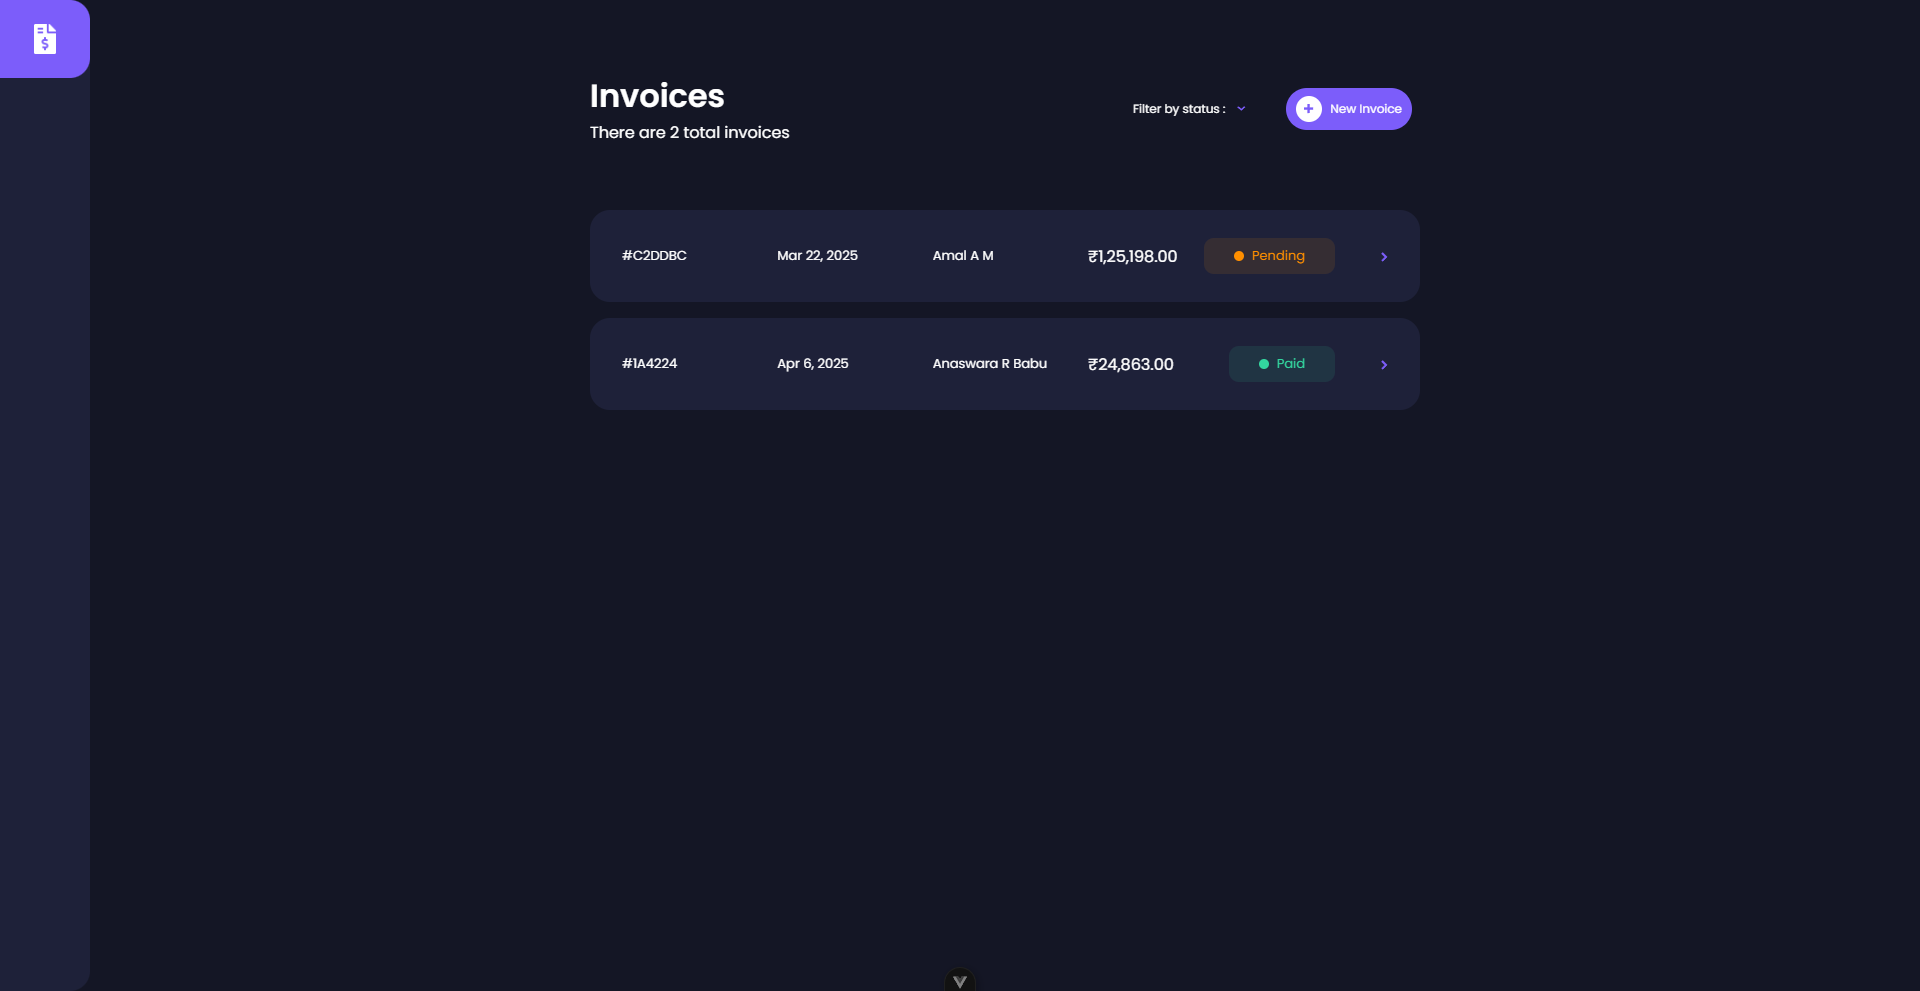 Invoices
There are 2 total invoices
Filter by status :
New Invoice
#C2DDBC Mar 22, 2025 Amal A M ₹1,25,198.00 Pending
#1A4224 Apr 6, 2025 Anaswara R Babu ₹24,863.00 Paid